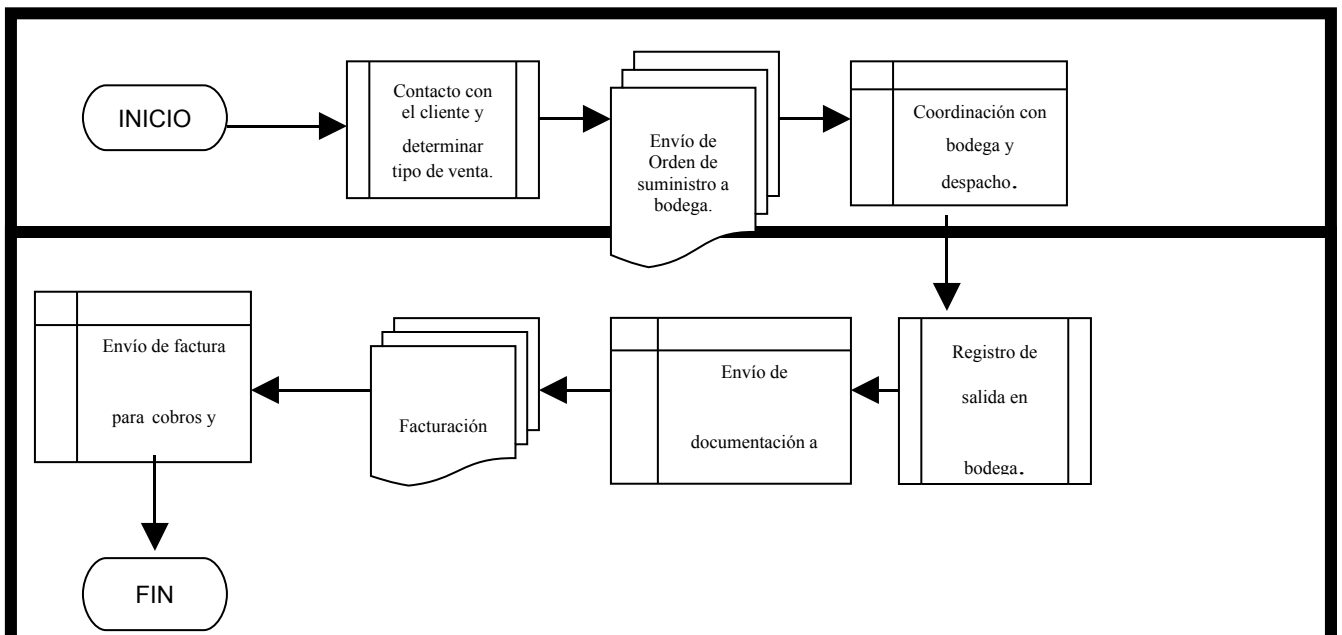 INICIO
Contacto con
el cliente y
determinar
tipo de venta.
Envío de
Orden de
suministro a
bodega.
Coordinación con
bodega y
despacho.
Registro de
salida en
bodega.
Envío de
documentación a
Facturación
Envío de factura
para cobros y
FIN